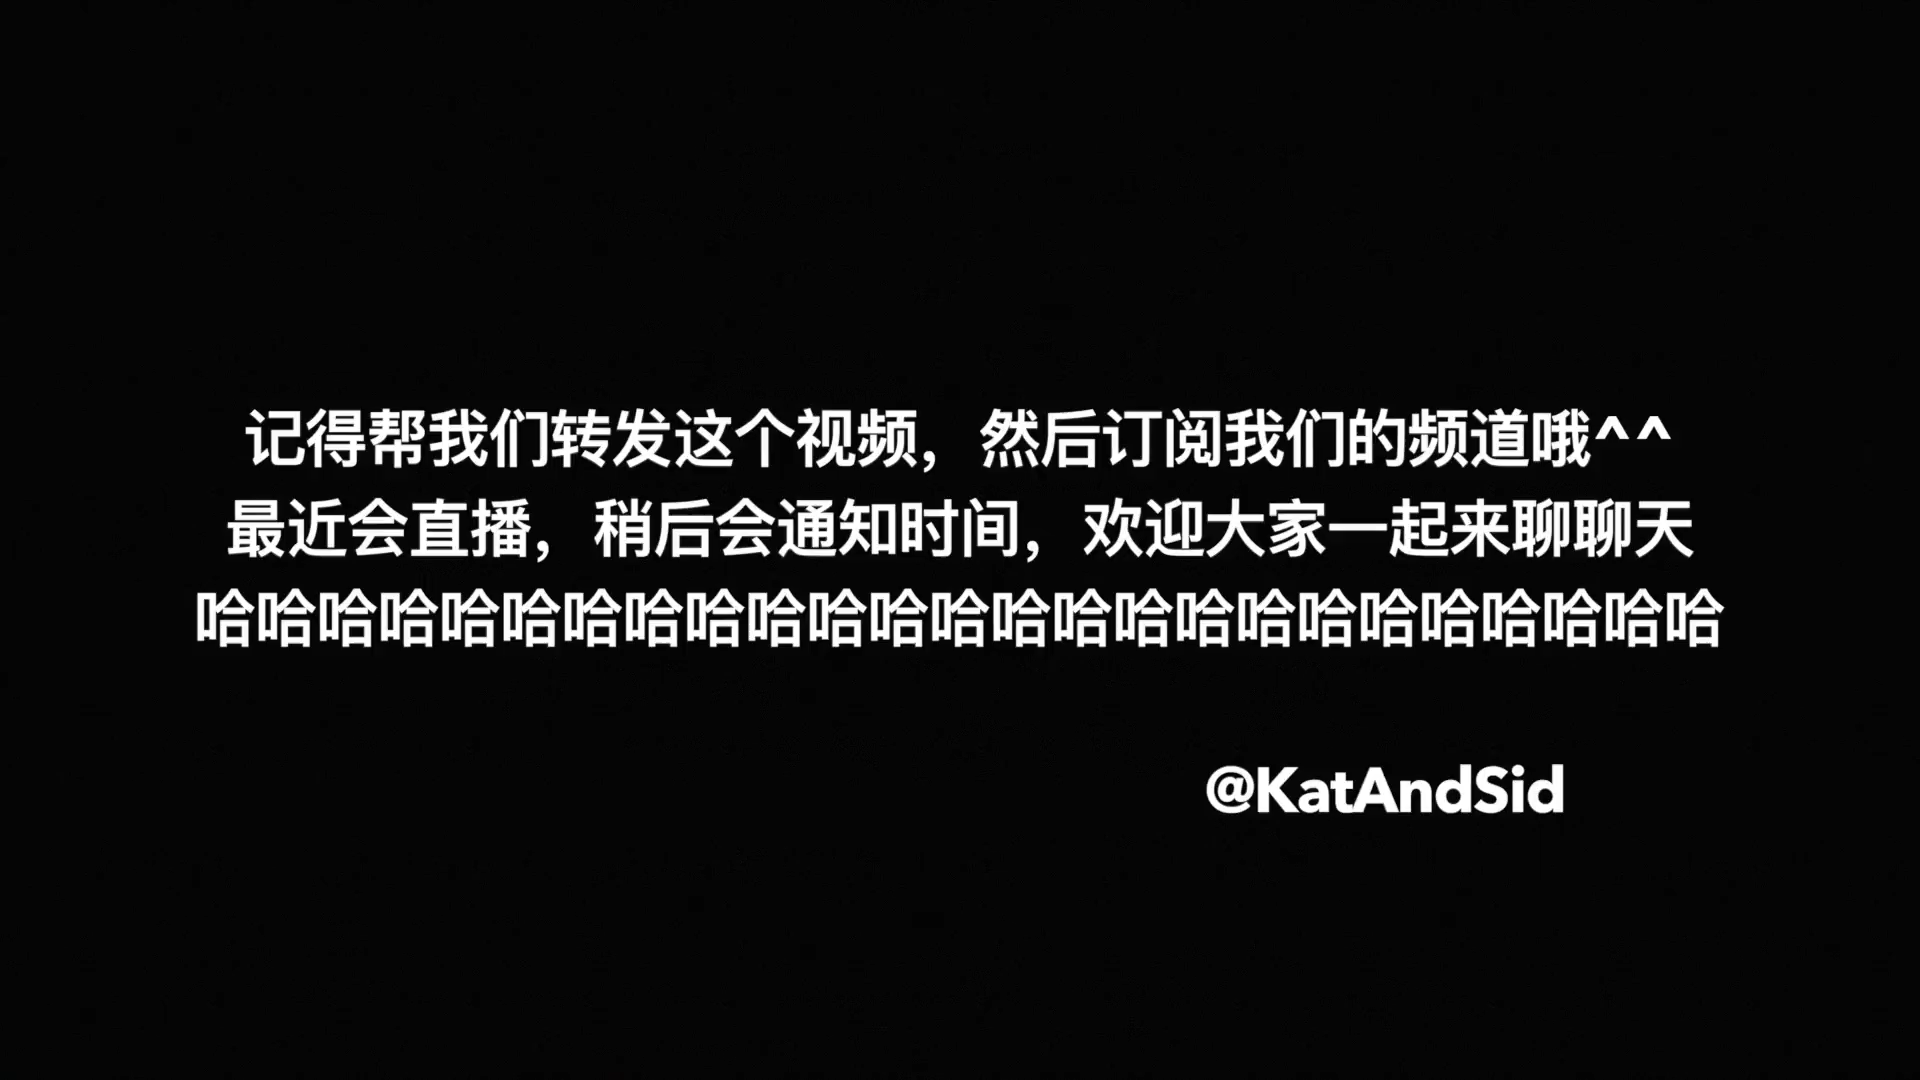 记得帮我们转发这个视频，然后订阅我们的频道哦^^
最近会直播，稍后会通知时间，欢迎大家一起来聊聊天
哈哈哈哈哈哈哈哈哈哈哈哈哈哈哈哈哈哈哈哈哈哈哈哈哈
@KatAndSid